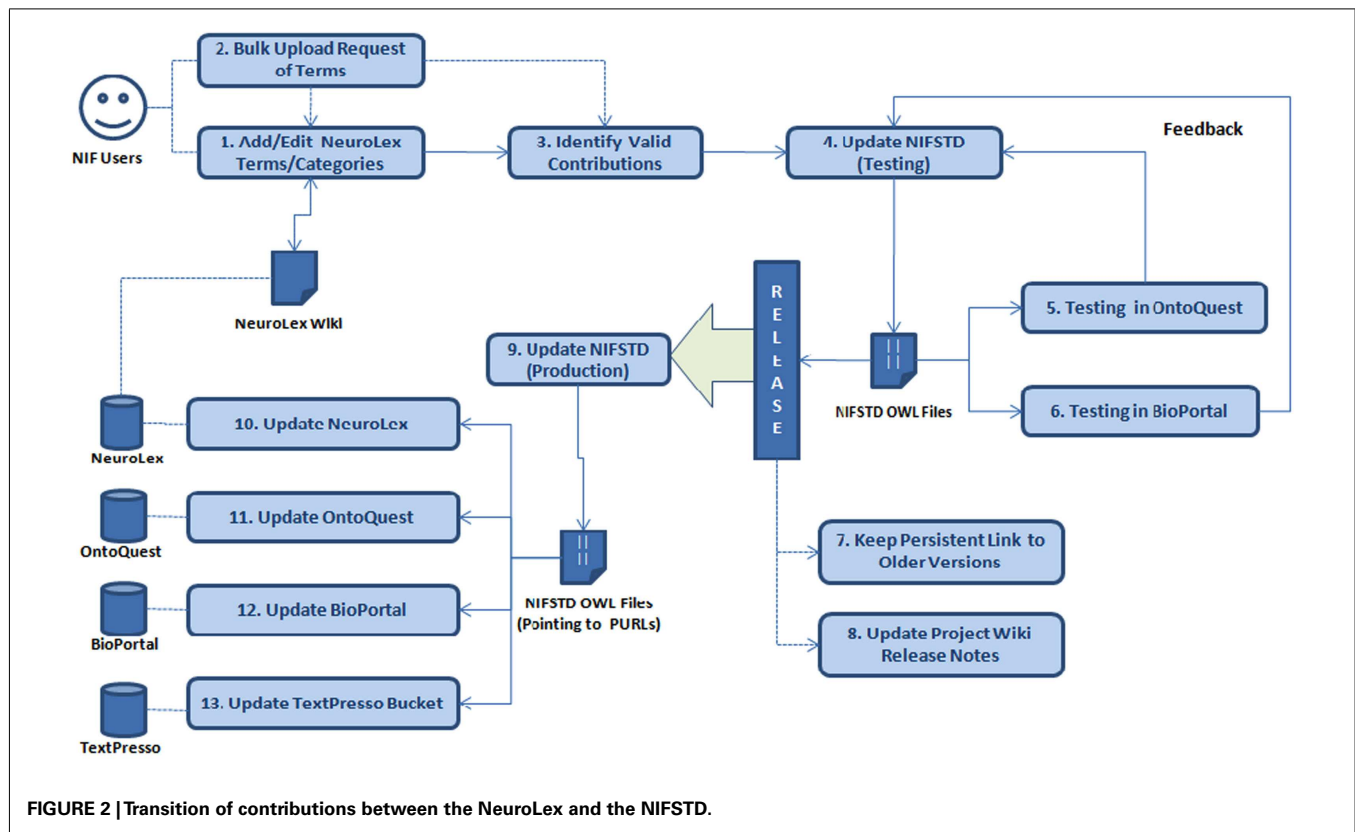 2. Bulk Upload Request
of Terms
NIF Users
1. Add/Edit NeuroLex
Terms/Categories
3. Identify Valid
Contributions
4. Update NIFSTD
(Testing)
Feedback
NeuroLex Wiki
RELEASE
5. Testing in OntoQuest
9. Update NIFSTD
(Production)
NIFSTD OWL Files
6. Testing in BioPortal
10. Update NeuroLex
NeuroLex
11. Update OntoQuest
OntoQuest
7. Keep Persistent Link to
Older Versions
12. Update BioPortal
BioPortal
NIFSTD OWL Files
(Pointing to PURLs)
8. Update Project Wiki
Release Notes
13. Update TextPresso Bucket
TextPresso
FIGURE 2 | Transition of contributions between the NeuroLex and the NIFSTD.